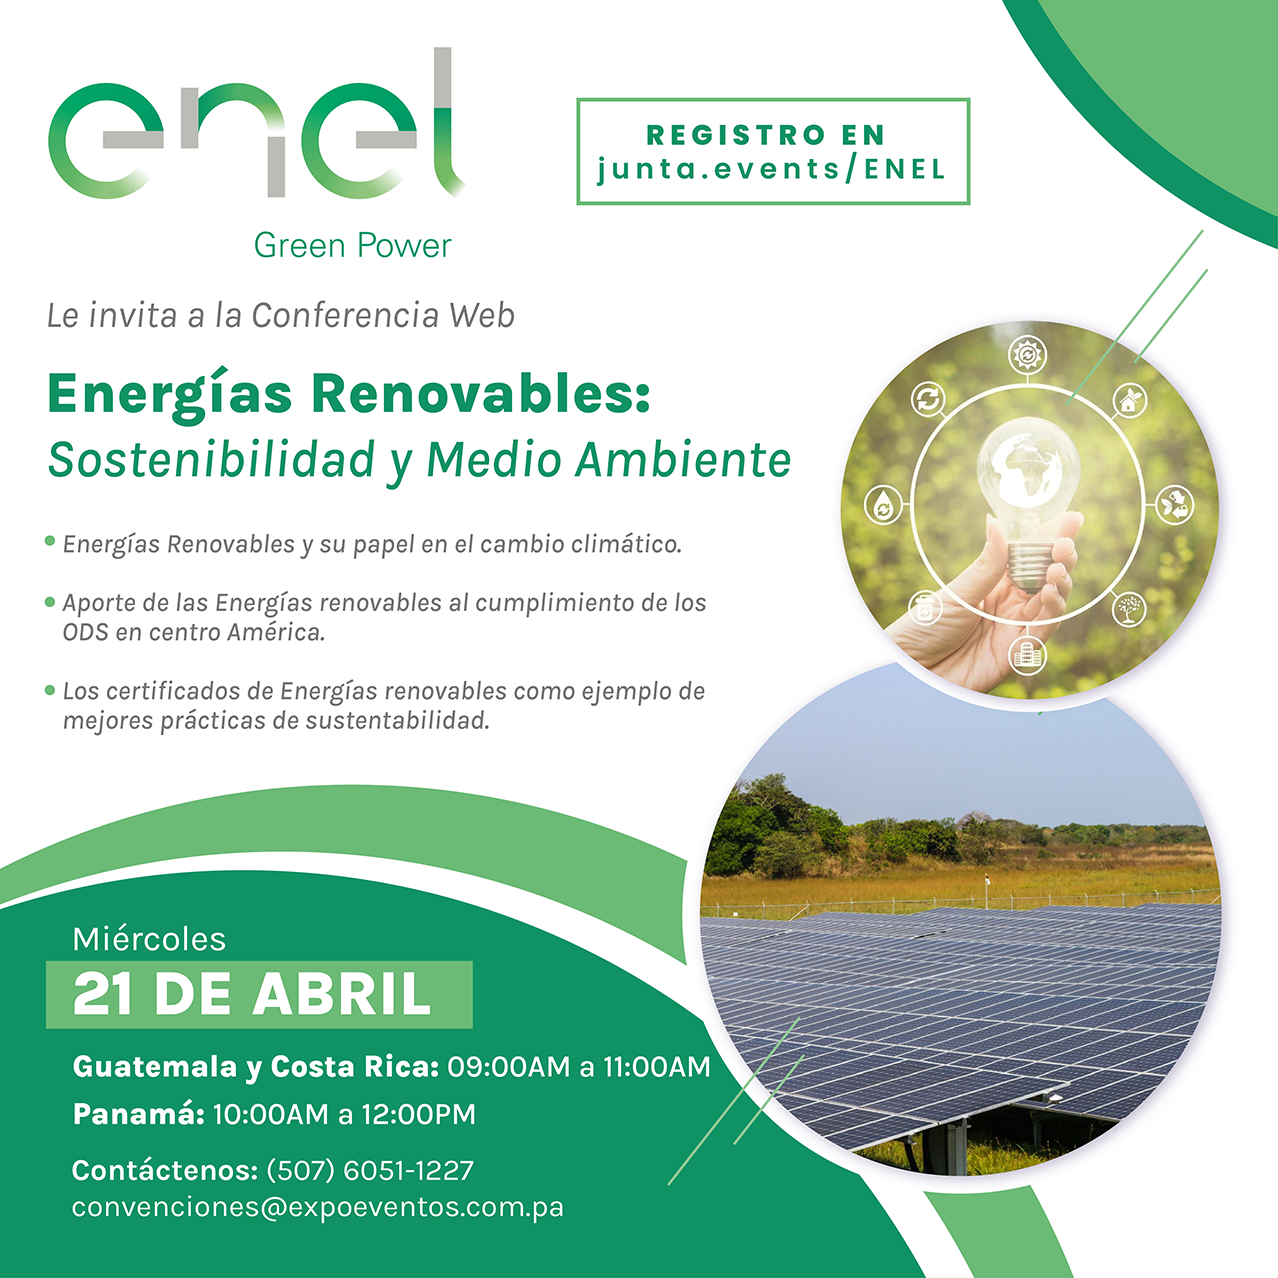 enel
Green Power
REGISTRO EN
junta.events/ENEL
Le invita a la Conferencia Web
Energías Renovables:
Sostenibilidad y Medio Ambiente
Energías Renovables y su papel en el cambio climático.
Aporte de las Energías renovables al cumplimiento de los
ODS en centro América.
Los certificados de Energías renovables como ejemplo de
mejores prácticas de sustentabilidad.
Miércoles
21 DE ABRIL
Guatemala y Costa Rica: 09:00AM a 11:00AM
Panamá: 10:00AM a 12:00PM
Contáctenos: (507) 6051-1227
convenciones@expoeventos.com.pa